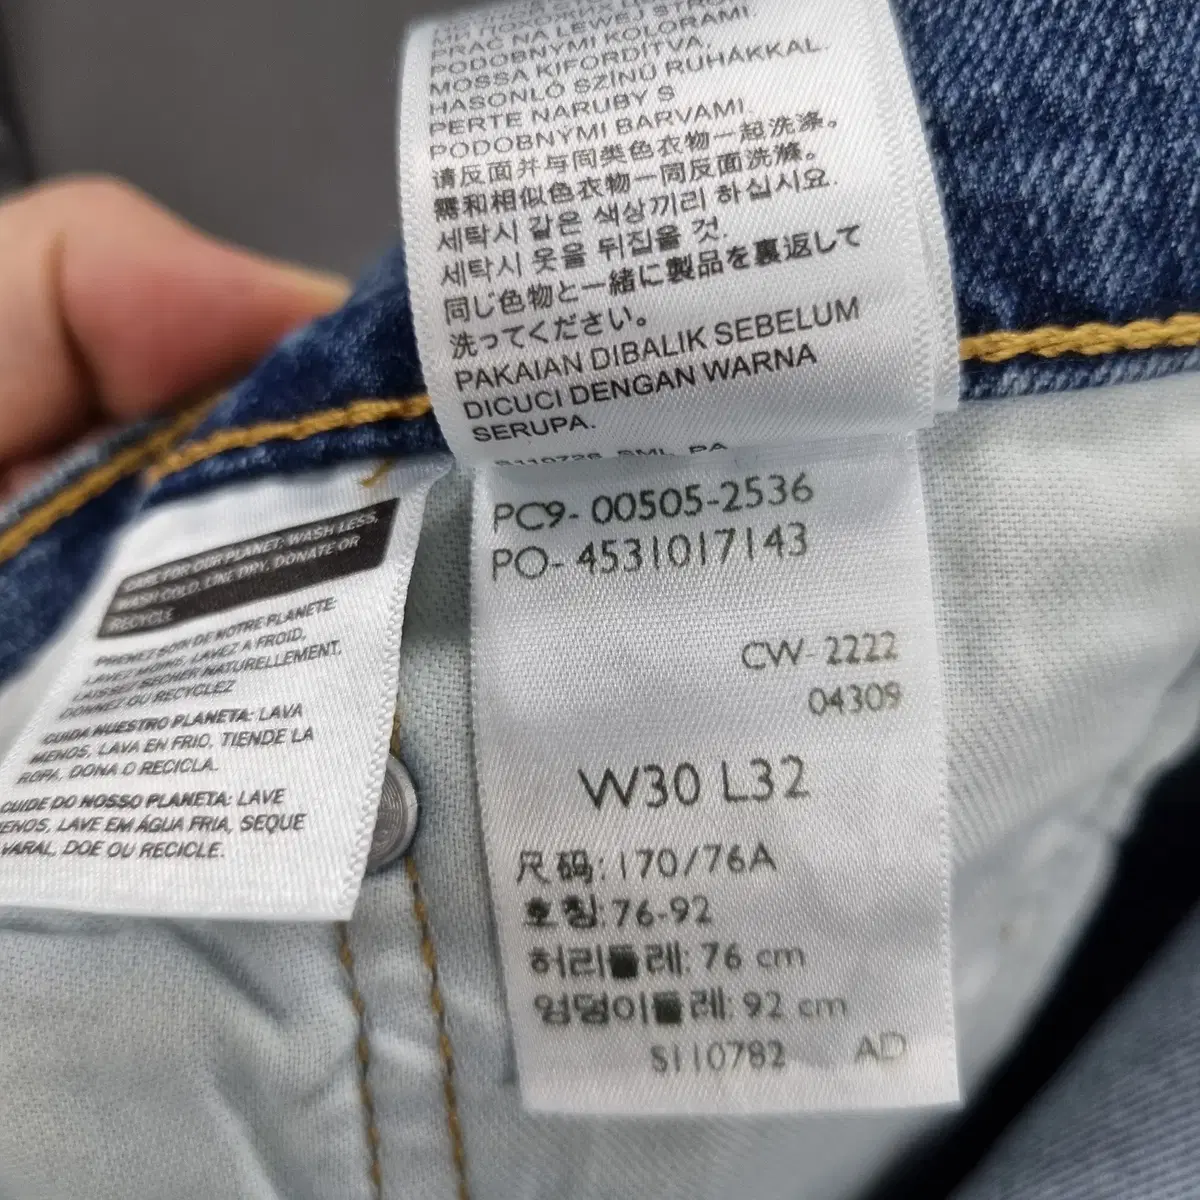 PRAĆ NA LEWEJ STRO
PODOBNYMI KOLORAMI.
MOSSA KIFORDÍTVA,
HASONLÓ SZÍNŰ RUHÁKKAL.
PERTE NARUBY S
PODOBNÝMI BARVAMI
请反面并与同类色衣物一起洗涤。
和相似色衣物一同反面洗滌。
세탁시 같은 색상끼리 하십시요.
세탁시 옷을 뒤집을 것.
同じ色物と一緒に製品を裏返して
洗ってください。
PAKAIAN DIBALIK SEBELUM
DICUCI DENGAN WARNA
SERUPA.
PC9- 00505-2536
PO- 4531017143
CW- 2222
04309
W30 L32
尺码: 170/76A
호칭: 76-92
허리둘레: 76 cm
엉덩이둘레: 92 cm
S110782 AD
CARE FOR OUR PLANET: WASH LESS,
WASH COLD, LINE DRY, DONATE OR
RECYCLE
PRENEZ SOIN DE NOTRE PLANETE:
LAVEZ MOINS, LAVEZ A FROID,
LAISSEZ SECHER NATURELLEMENT,
DONNEZ OU RECYCLEZ
CUIDA NUESTRO PLANETA: LAVA
MENOS, LAVA EN FRIO, TIENDE LA
ROPA, DONA O RECICLA.
CUIDE DO NOSSO PLANETA: LAVE
ENOS, LAVE EM ÁGUA FRIA, SEQUE
VARAL, DOE OU RECICLE.